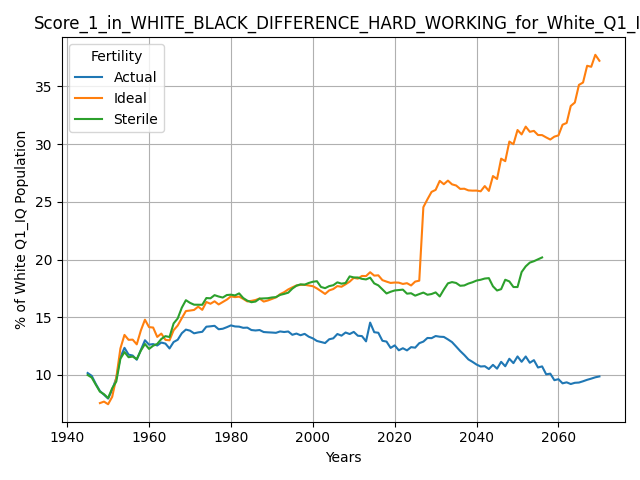 Score_1_in_WHITE_BLACK_DIFFERENCE_HARD_WORKING_for_White_Q1_I
Fertility
Actual
Ideal
Sterile
% of White Q1_IQ Population
35
30
25
20
15
10
1940
1960
1980
2000
2020
2040
2060
Years